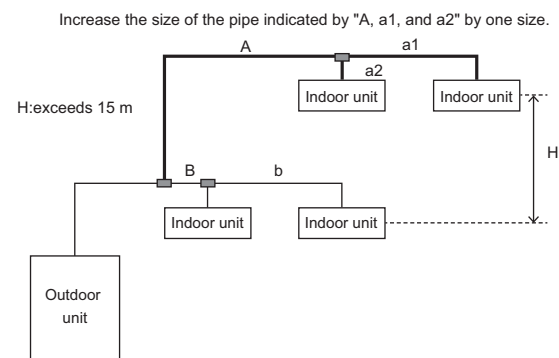 Increase the size of the pipe indicated by "A, a1, and a2" by one size.
A
a1
a2
Indoor unit
Indoor unit
H:exceeds 15 m
H
B
b
Indoor unit
Indoor unit
Outdoor
unit